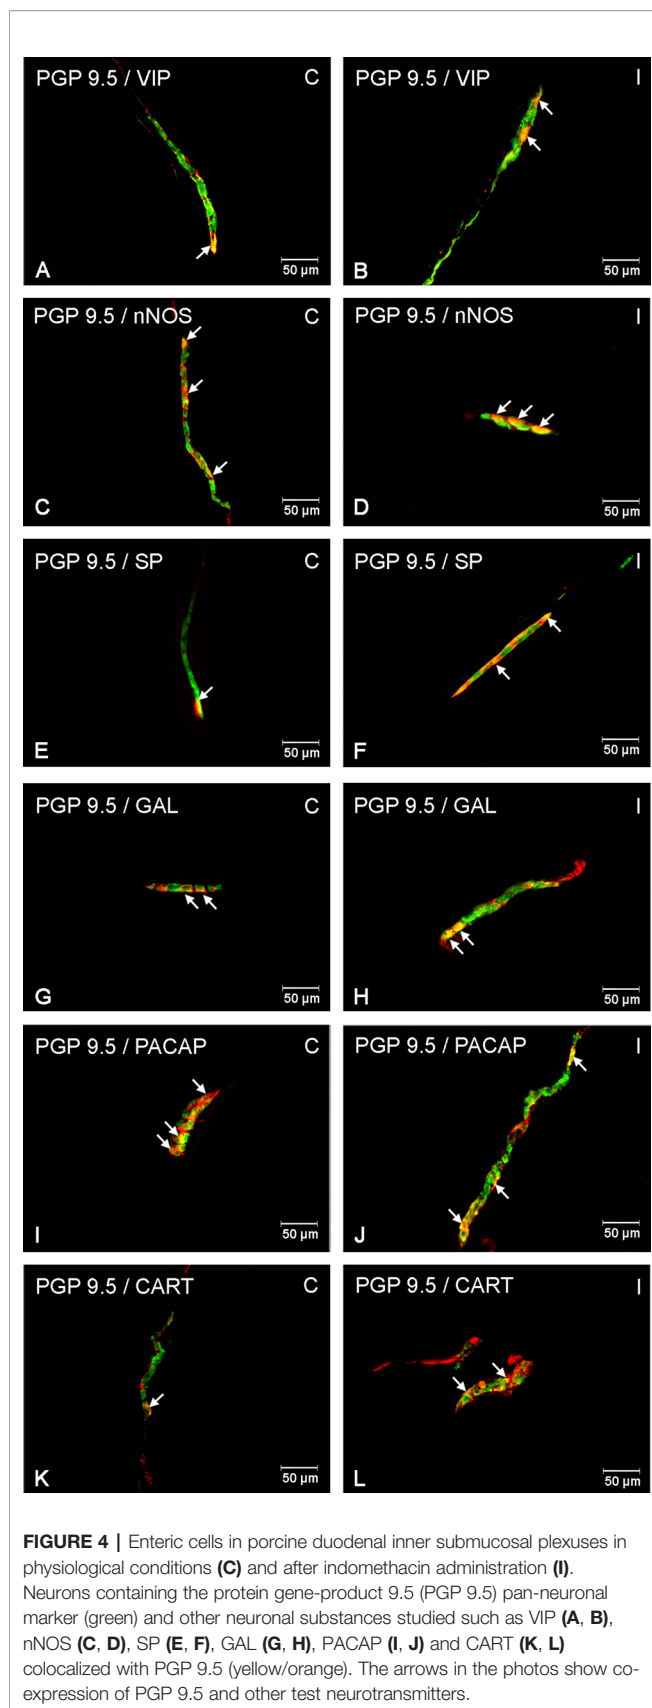 PGP 9.5 / VIP C
50 µm
A
PGP 9.5 / VIP I
50 µm
B
PGP 9.5 / nNOS C
50 µm
C
PGP 9.5 / nNOS I
50 µm
D
PGP 9.5 / SP C
50 µm
E
PGP 9.5 / SP I
50 µm
F
PGP 9.5 / GAL C
50 µm
G
PGP 9.5 / GAL I
50 µm
H
PGP 9.5 / PACAP C
50 µm
I
PGP 9.5 / PACAP I
50 µm
J
PGP 9.5 / CART C
50 µm
K
PGP 9.5 / CART I
50 µm
L
FIGURE 4 | Enteric cells in porcine duodenal inner submucosal plexuses in
physiological conditions (C) and after indomethacin administration (I).
Neurons containing the protein gene-product 9.5 (PGP 9.5) pan-neuronal
marker (green) and other neuronal substances studied such as VIP (A, B),
nNOS (C, D), SP (E, F), GAL (G, H), PACAP (I, J) and CART (K, L)
colocalized with PGP 9.5 (yellow/orange). The arrows in the photos show co-
expression of PGP 9.5 and other test neurotransmitters.